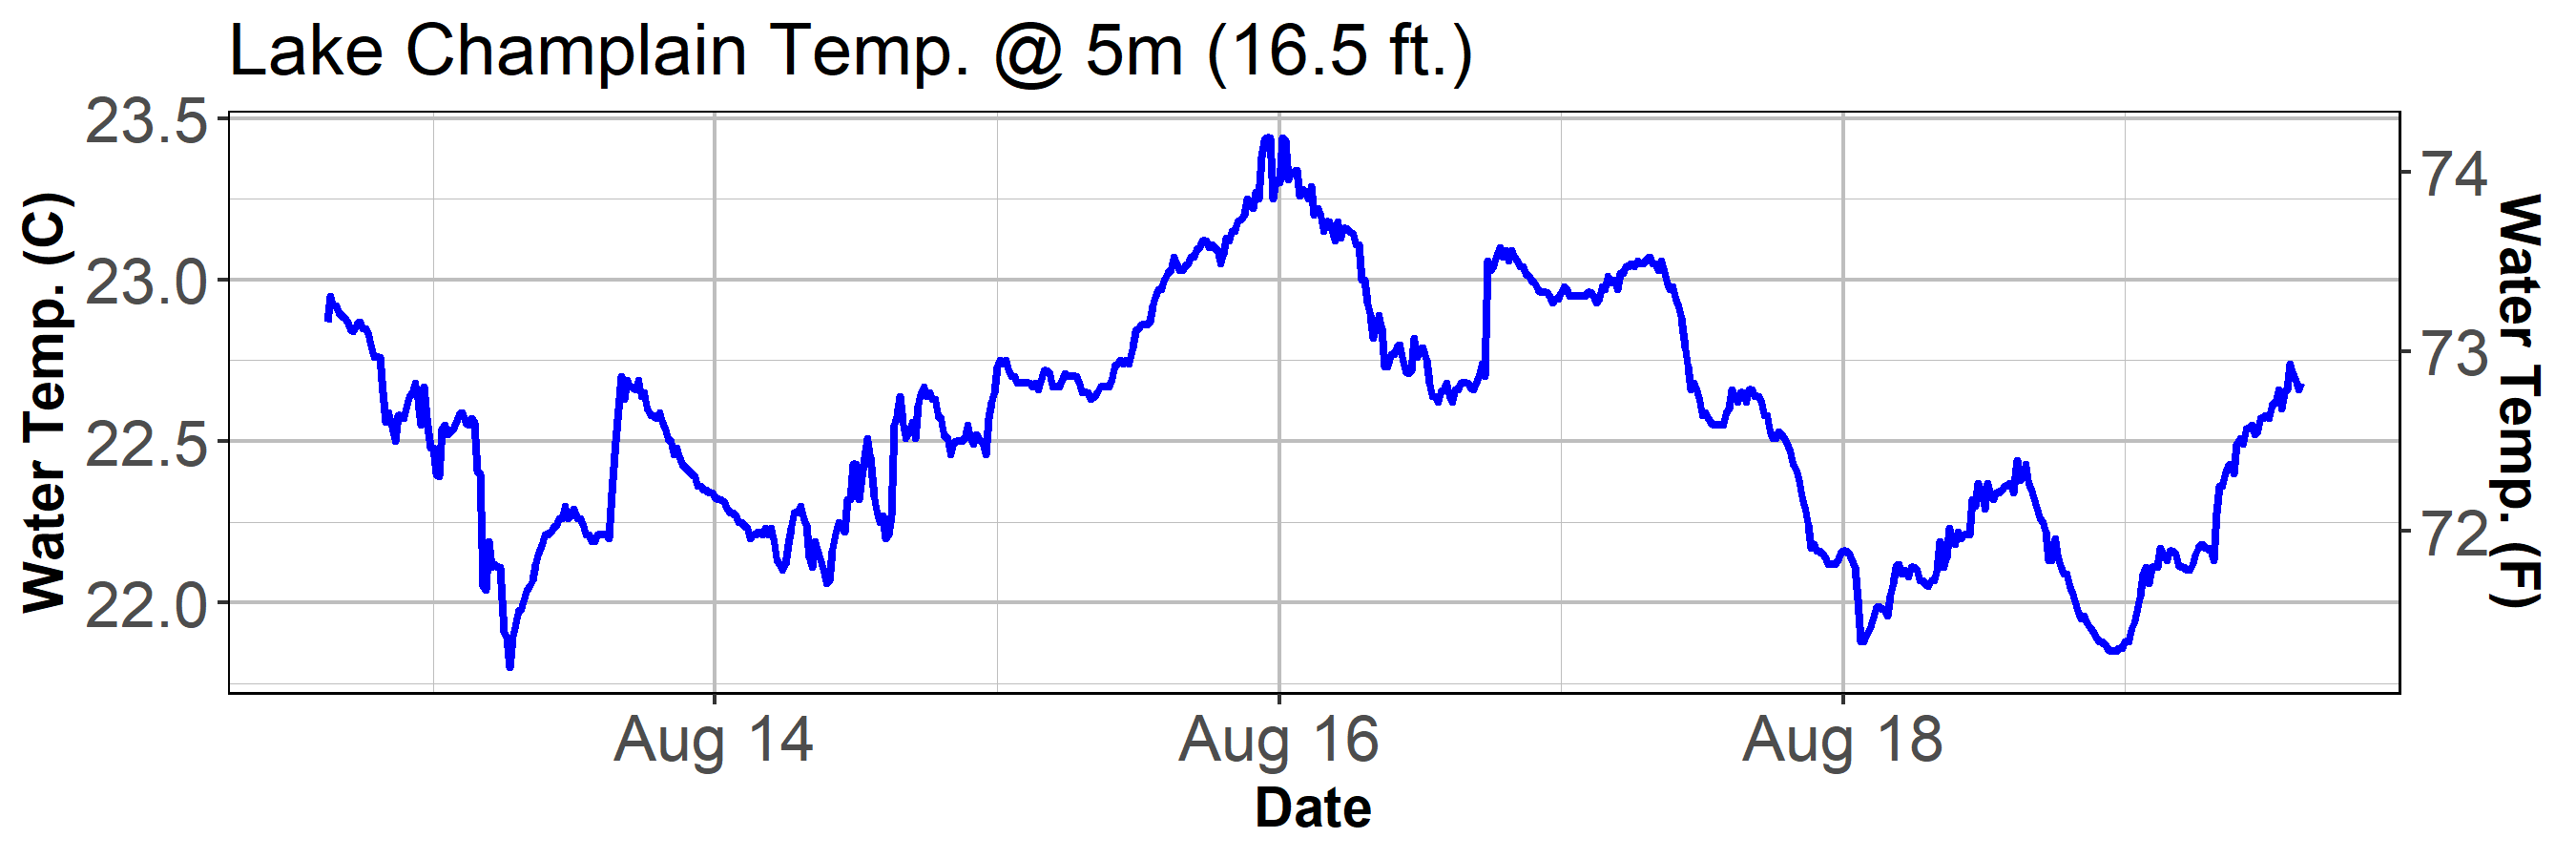 Lake Champlain Temp. @ 5m (16.5 ft.)
Water Temp. (C)
23.5
23.0
22.5
22.0
74
73
72
Water Temp. (F)
Aug 14
Aug 16
Aug 18
Date